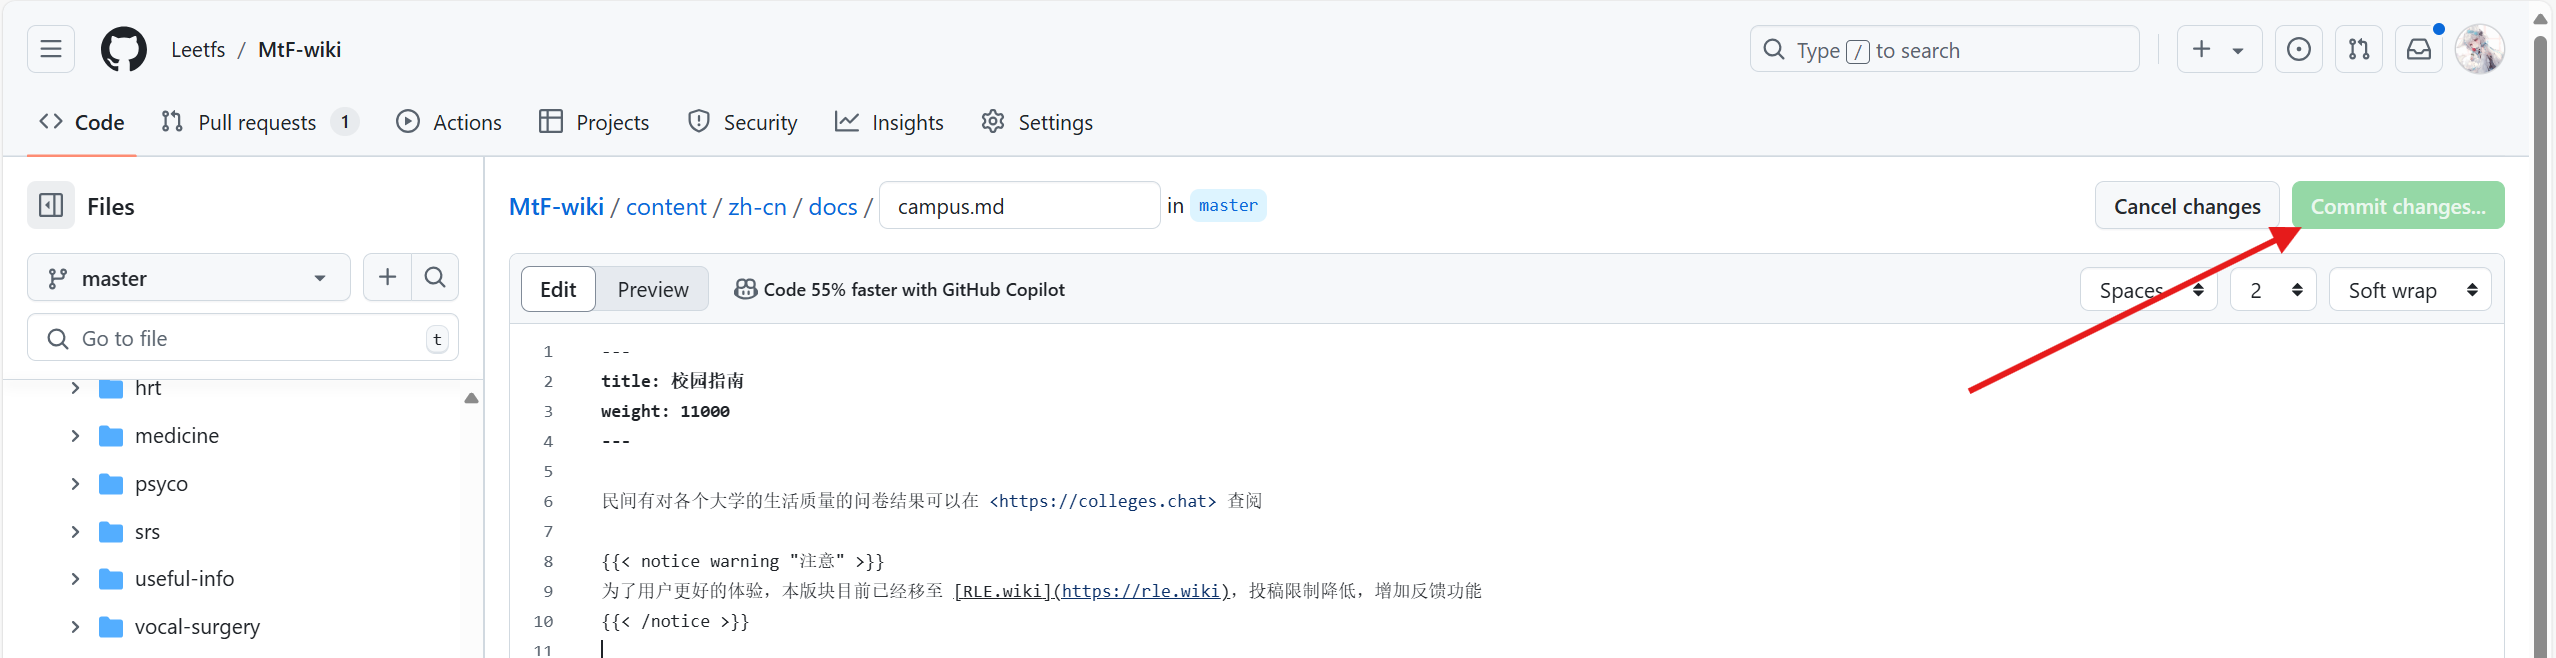 Leetfs / MtF-wiki
Type / to search
Code
Pull requests 1
Actions
Projects
Security
Insights
Settings
Files
master
Go to file
t
hrt
medicine
psyco
srs
useful-info
vocal-surgery
MtF-wiki / content / zh-cn / docs / campus.md in master
Cancel changes
Commit changes...
Edit
Preview
Code 55% faster with GitHub Copilot
Spaces
2
Soft wrap
1 ---
2 title: 校园指南
3 weight: 11000
4 ---
5
6 民间有对各个大学的生活质量的问卷结果可以在 <https://colleges.chat> 查阅
7
8 {{< notice warning "注意" >}}
9 为了用户更好的体验，本版块目前已经移至 [RLE.wiki](https://rle.wiki)，投稿限制降低，增加反馈功能
10 {{< /notice >}}
11